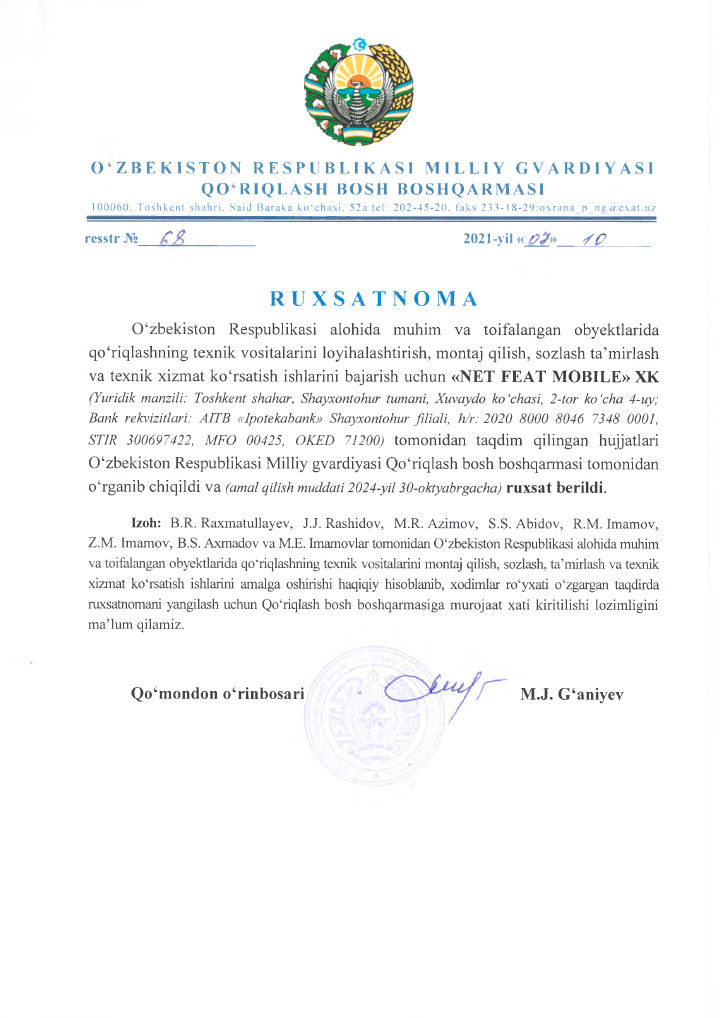 O‘ZBEKISTON RESPUBLIKASI MILLIY GVARDIYASI
QO‘RIQLASH BOSH BOSHQARMASI
100060, Toshkent shahri, Said Baraka ko‘chasi, 52a tel: 202-45-20, faks 233-18-29:oxrana_p_ng@exat.uz
resstr № 68
2021-yil « 07 » 10
RUXSATNOMA
O‘zbekiston Respublikasi alohida muhim va toifalangan obyektlarida
qo‘riqlashning texnik vositalarini loyihalashtirish, montaj qilish, sozlash ta’mirlash
va texnik xizmat ko‘rsatish ishlarini bajarish uchun «NET FEAT MOBILE» XK
(Yuridik manzili: Toshkent shahar, Shayxontohur tumani, Xuvaydo ko‘chasi, 2-tor ko‘cha 4-uy;
Bank rekvizitlari: AITB «Ipotekabank» Shayxontohur filiali, h/r: 2020 8000 8046 7348 0001,
STIR 300697422, MFO 00425, OKED 71200) tomonidan taqdim qilingan hujjatlari
O‘zbekiston Respublikasi Milliy gvardiyasi Qo‘riqlash bosh boshqarmasi tomonidan
o‘rganib chiqildi va (amal qilish muddati 2024-yil 30-oktyabrgacha) ruxsat berildi.
Izoh: B.R. Raxmatullayev, J.J. Rashidov, M.R. Azimov, S.S. Abidov, R.M. Imamov,
Z.M. Imamov, B.S. Axmadov va M.E. Imamovlar tomonidan O‘zbekiston Respublikasi alohida muhim
va toifalangan obyektlarida qo‘riqlashning texnik vositalarini montaj qilish, sozlash, ta’mirlash va texnik
xizmat ko‘rsatish ishlarini amalga oshirishi haqiqiy hisoblanib, xodimlar ro‘yxati o‘zgargan taqdirda
ruxsatnomani yangilash uchun Qo‘riqlash bosh boshqarmasiga murojaat xati kiritilishi lozimligini
ma’lum qilamiz.
Qo‘mondon o‘rinbosari
M.J. G‘aniyev